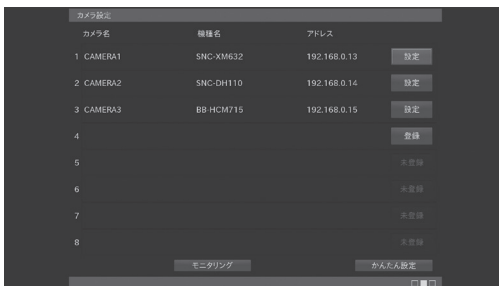 カメラ設定
カメラ名 機種名 アドレス
1 CAMERA1 SNC-XM632 192.168.0.13 設定
2 CAMERA2 SNC-DH110 192.168.0.14 設定
3 CAMERA3 BB-HCM715 192.168.0.15 設定
4 登録
5 未登録
6 未登録
7 未登録
8 未登録
モニタリング かんたん設定